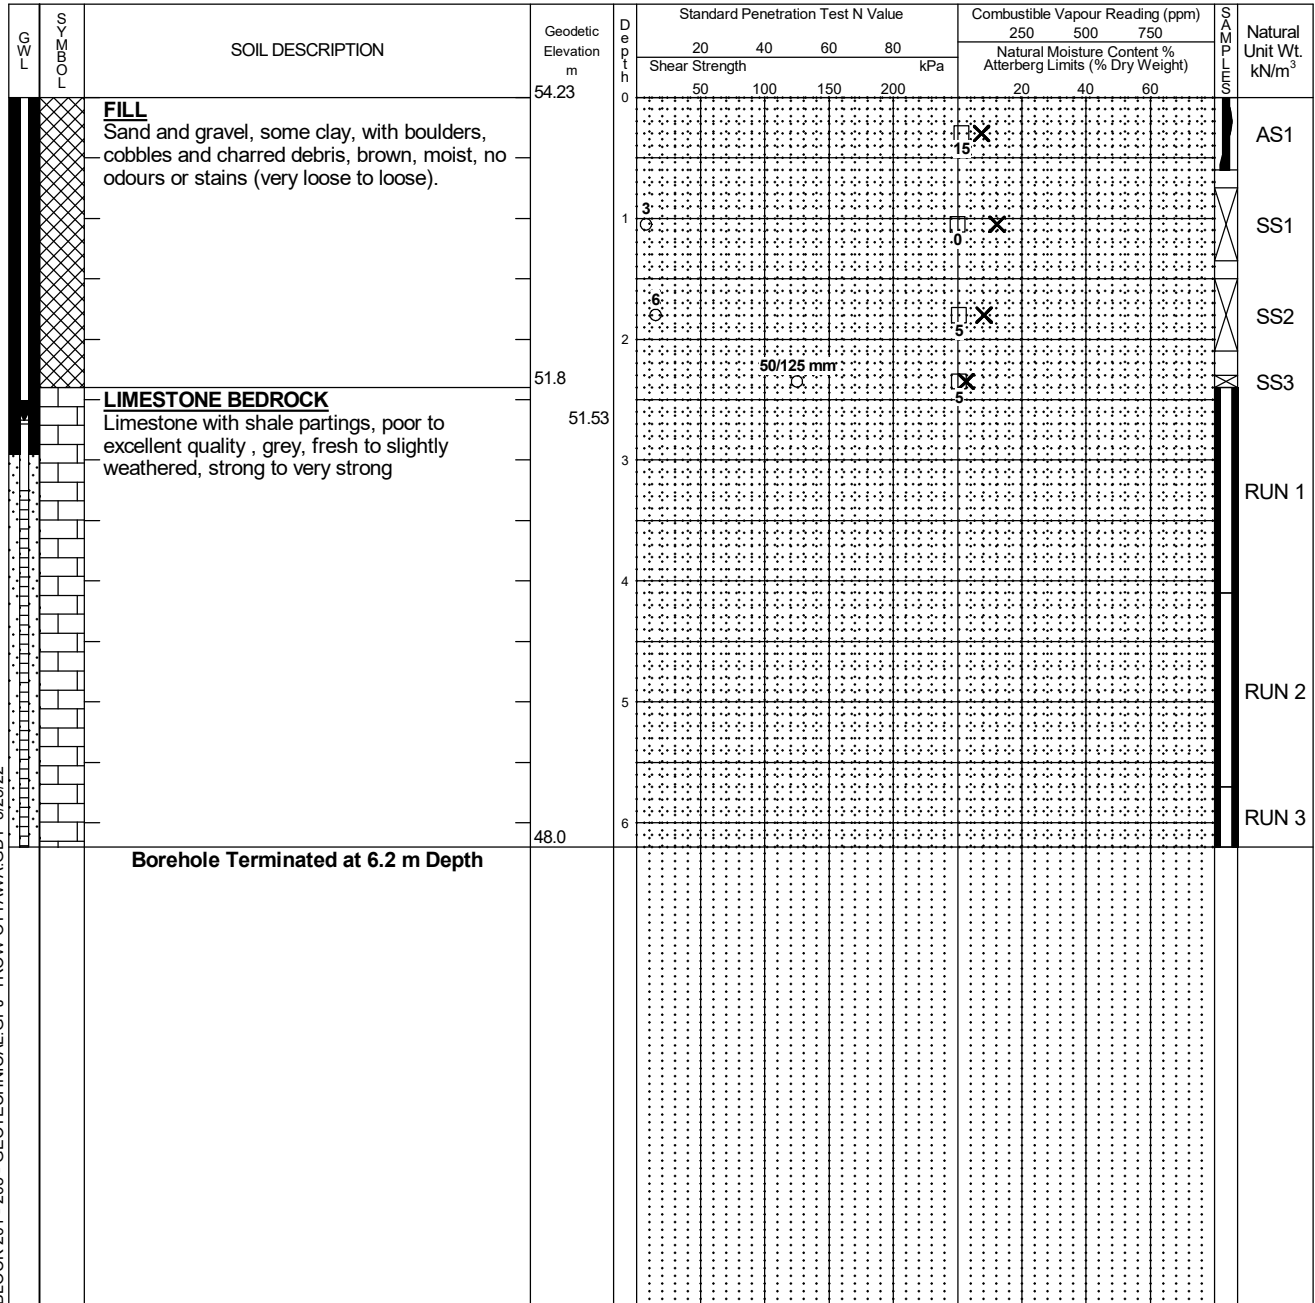 GWL
SYMBOL
SOIL DESCRIPTION
Geodetic
Elevation
m
Depth
Standard Penetration Test N Value
20 40 60 80
Shear Strength kPa
50 100 150 200
Combustible Vapour Reading (ppm)
250 500 750
Natural Moisture Content %
Atterberg Limits (% Dry Weight)
20 40 60
SAMPLES
Natural
Unit Wt.
kN/m³
54.23
0
FILL
Sand and gravel, some clay, with boulders,
cobbles and charred debris, brown, moist, no
odours or stains (very loose to loose).
15
AS1
1
3
0
SS1
6
5
SS2
2
50/125 mm
5
SS3
51.8
LIMESTONE BEDROCK
Limestone with shale partings, poor to
excellent quality , grey, fresh to slightly
weathered, strong to very strong
51.53
3
RUN 1
4
5
RUN 2
6
RUN 3
48.0
Borehole Terminated at 6.2 m Depth